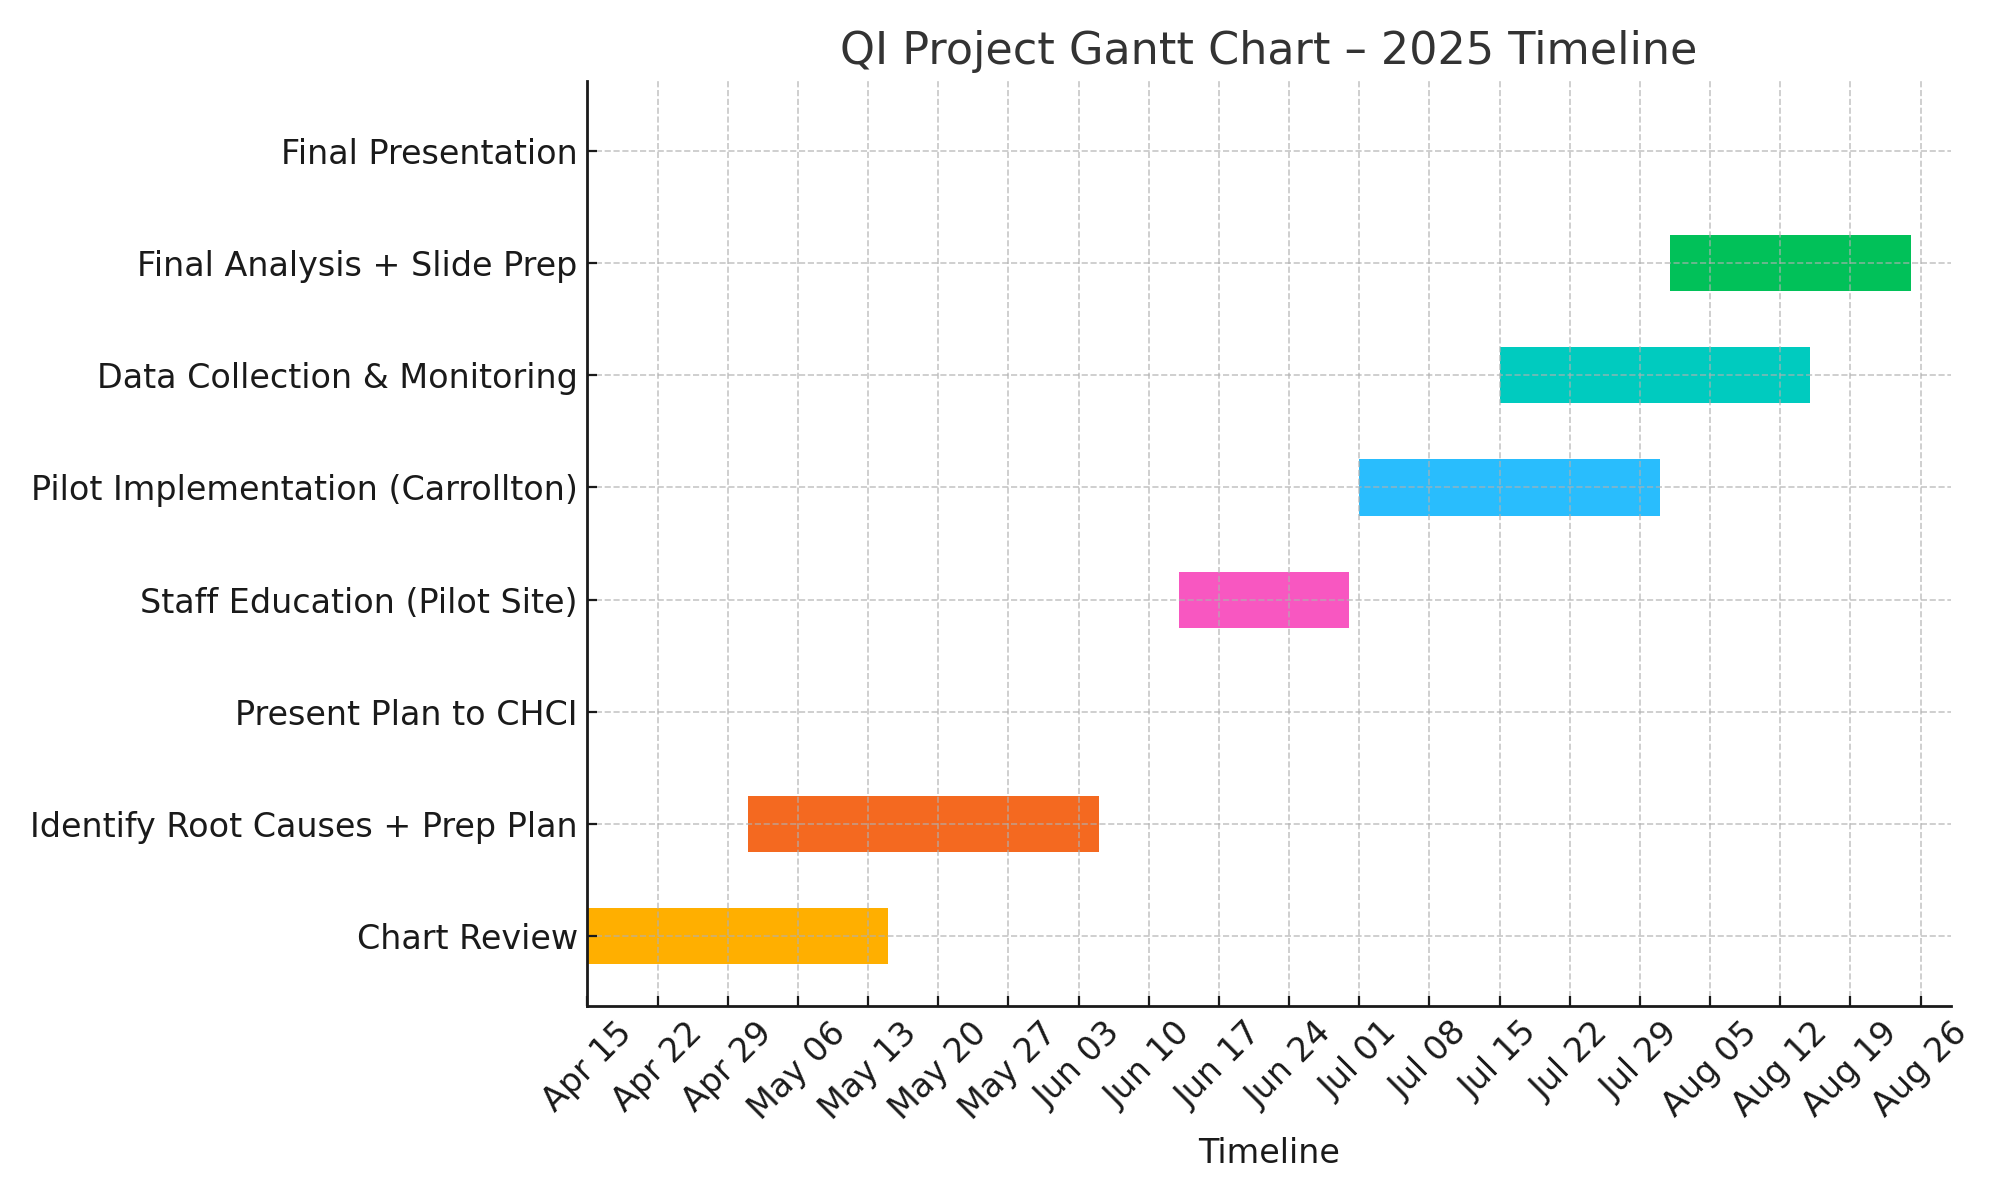 QI Project Gantt Chart – 2025 Timeline
Final Presentation
Final Analysis + Slide Prep
Data Collection & Monitoring
Pilot Implementation (Carrollton)
Staff Education (Pilot Site)
Present Plan to CHCI
Identify Root Causes + Prep Plan
Chart Review
Apr 15
Apr 22
Apr 29
May 06
May 13
May 20
May 27
Jun 03
Jun 10
Jun 17
Jun 24
Jul 01
Jul 08
Jul 15
Jul 22
Jul 29
Aug 05
Aug 12
Aug 19
Aug 26
Timeline